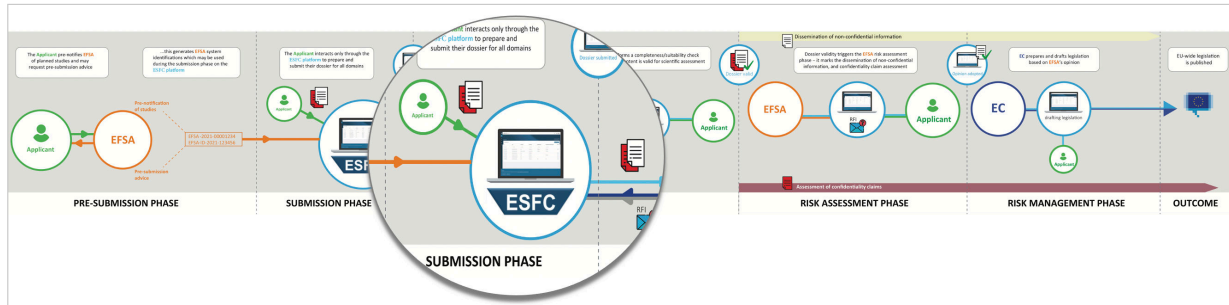 The Applicant pre-notifies EFSA
of planned studies and may
request pre-submission advice
...this generates EFSA system
identifications which may be used
during the submission phase on the
ESFC platform
Applicant
EFSA
Pre-notification
of studies
Pre-submission
advice
PRE-SUBMISSION PHASE
The Applicant interacts only through the
ESFC platform to prepare and
submit their dossier for all domains
Applicant
SUBMISSION PHASE
Applicant interacts only through the
ESFC platform to prepare and
submit their dossier for all domains
Applicant
ESFC
Dossier submitted
RFI
SUBMISSION PHASE
a completeness/suitability check
is valid for scientific assessment
Applicant
Dissemination of non-confidential information
Dossier valid
Dossier validity triggers the EFSA risk assessment
phase – it marks the dissemination of non-confidential
information, and confidentiality claim assessment
EFSA
RFI
Applicant
Assessment of confidentiality claims
RISK ASSESSMENT PHASE
Opinion adopted
EC prepares and drafts legislation
based on EFSA's opinion
EC
drafting legislation
Applicant
RISK MANAGEMENT PHASE
EU-wide legislation
is published
OUTCOME